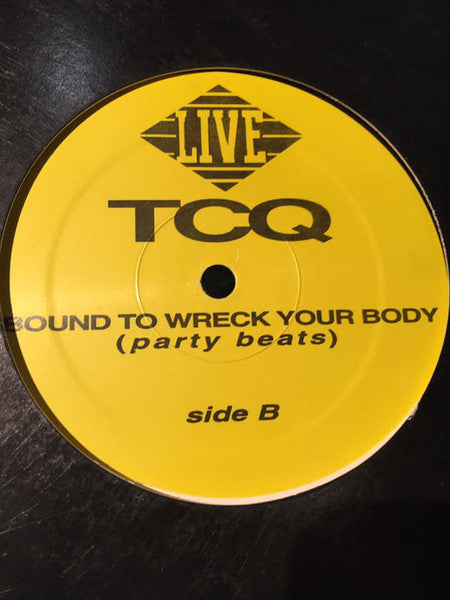 LIVE
TCQ
BOUND TO WRECK YOUR BODY
(party beats)
side B